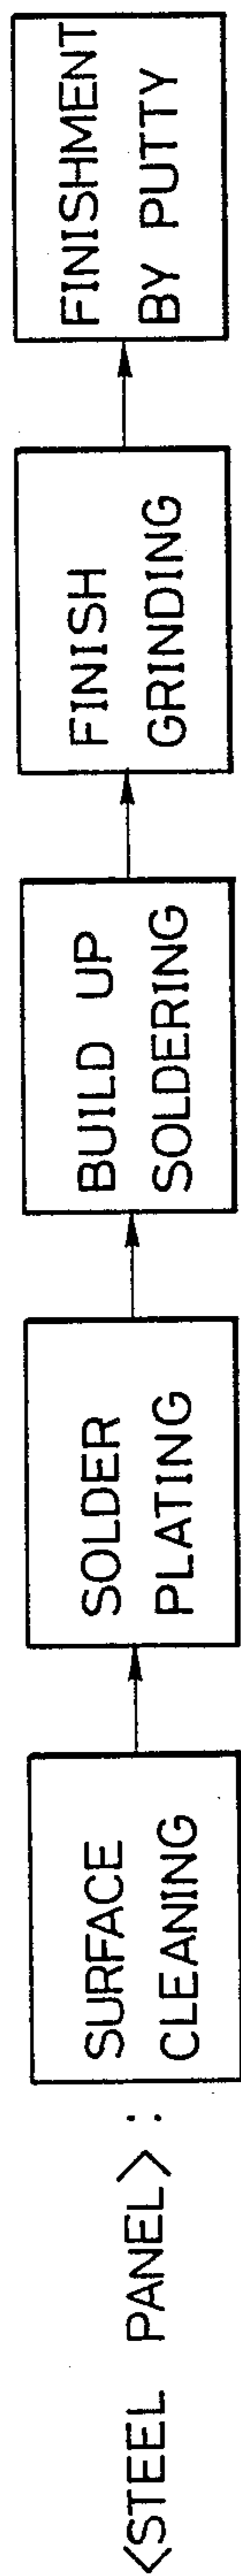 <STEEL PANEL> :
SURFACE
CLEANING
SOLDER
PLATING
BUILD UP
SOLDERING
FINISH
GRINDING
FINISHMENT
BY PUTTY